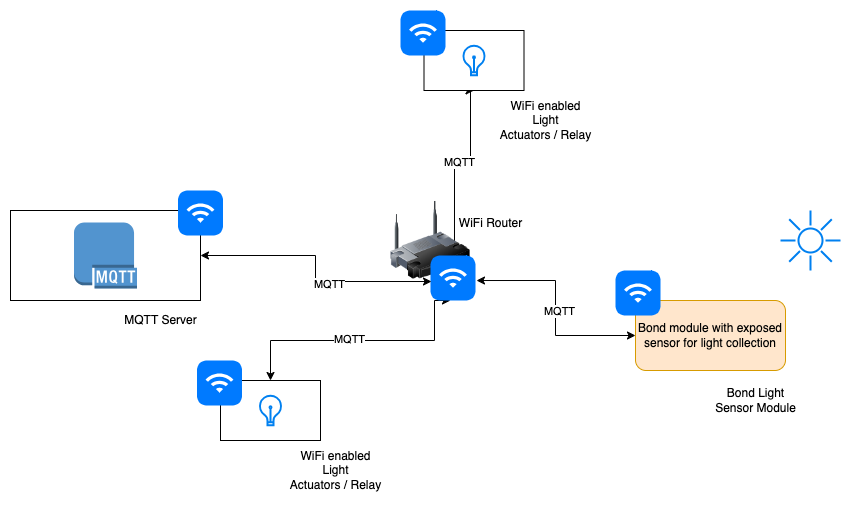 WiFi enabled
Light
Actuators / Relay
MQTT
WiFi Router
MQTT
MQTT
MQTT
MQTT Server
Bond module with exposed
sensor for light collection
MQTT
Bond Light
Sensor Module
WiFi enabled
Light
Actuators / Relay